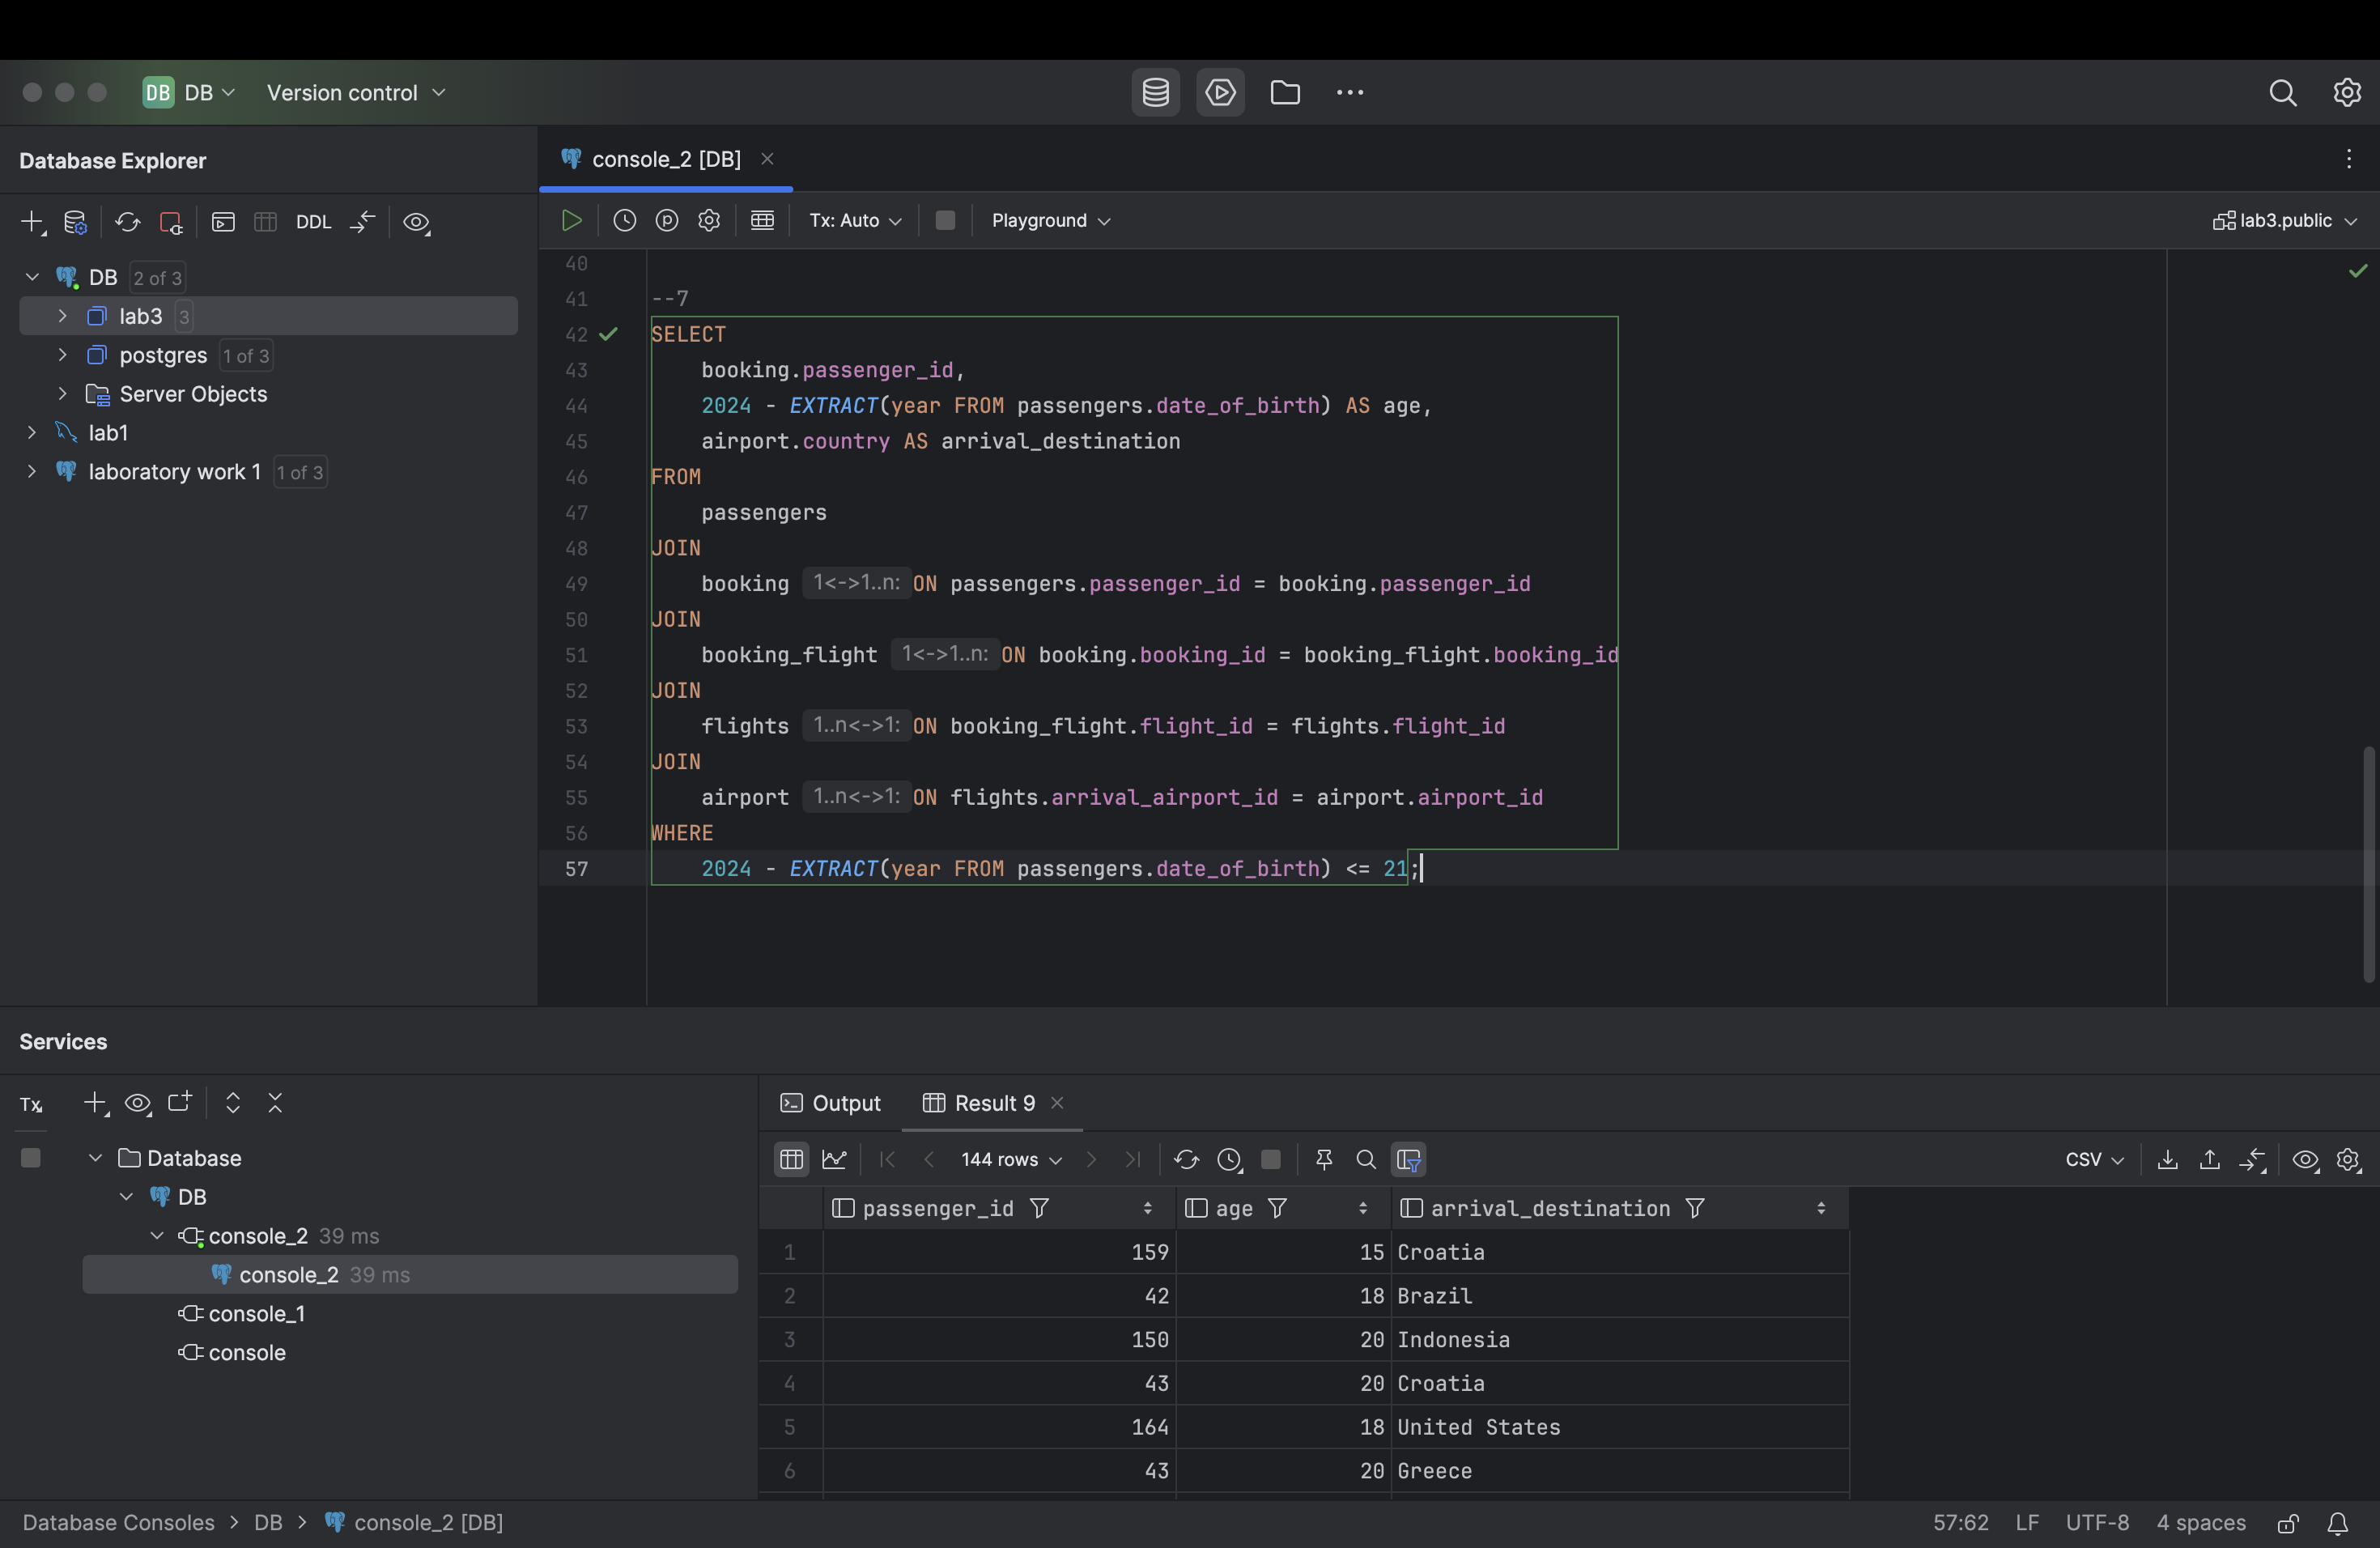 DB DB Version control
Database Explorer
console_2 [DB]
DDL
Tx: Auto Playground lab3.public
DB 2 of 3
lab3 3
postgres 1 of 3
Server Objects
lab1
laboratory work 1 1 of 3
40
41 --7
42 SELECT
43 booking.passenger_id,
44 2024 - EXTRACT(year FROM passengers.date_of_birth) AS age,
45 airport.country AS arrival_destination
46 FROM
47 passengers
48 JOIN
49 booking 1<->1..n: ON passengers.passenger_id = booking.passenger_id
50 JOIN
51 booking_flight 1<->1..n: ON booking.booking_id = booking_flight.booking_id
52 JOIN
53 flights 1..n<->1: ON booking_flight.flight_id = flights.flight_id
54 JOIN
55 airport 1..n<->1: ON flights.arrival_airport_id = airport.airport_id
56 WHERE
57 2024 - EXTRACT(year FROM passengers.date_of_birth) <= 21;
Services
Tx
Database
DB
console_2 39 ms
console_2 39 ms
console_1
console
Output Result 9
144 rows CSV
passenger_id age arrival_destination
1 159 15 Croatia
2 42 18 Brazil
3 150 20 Indonesia
4 43 20 Croatia
5 164 18 United States
6 43 20 Greece
Database Consoles > DB > console_2 [DB] 57:62 LF UTF-8 4 spaces